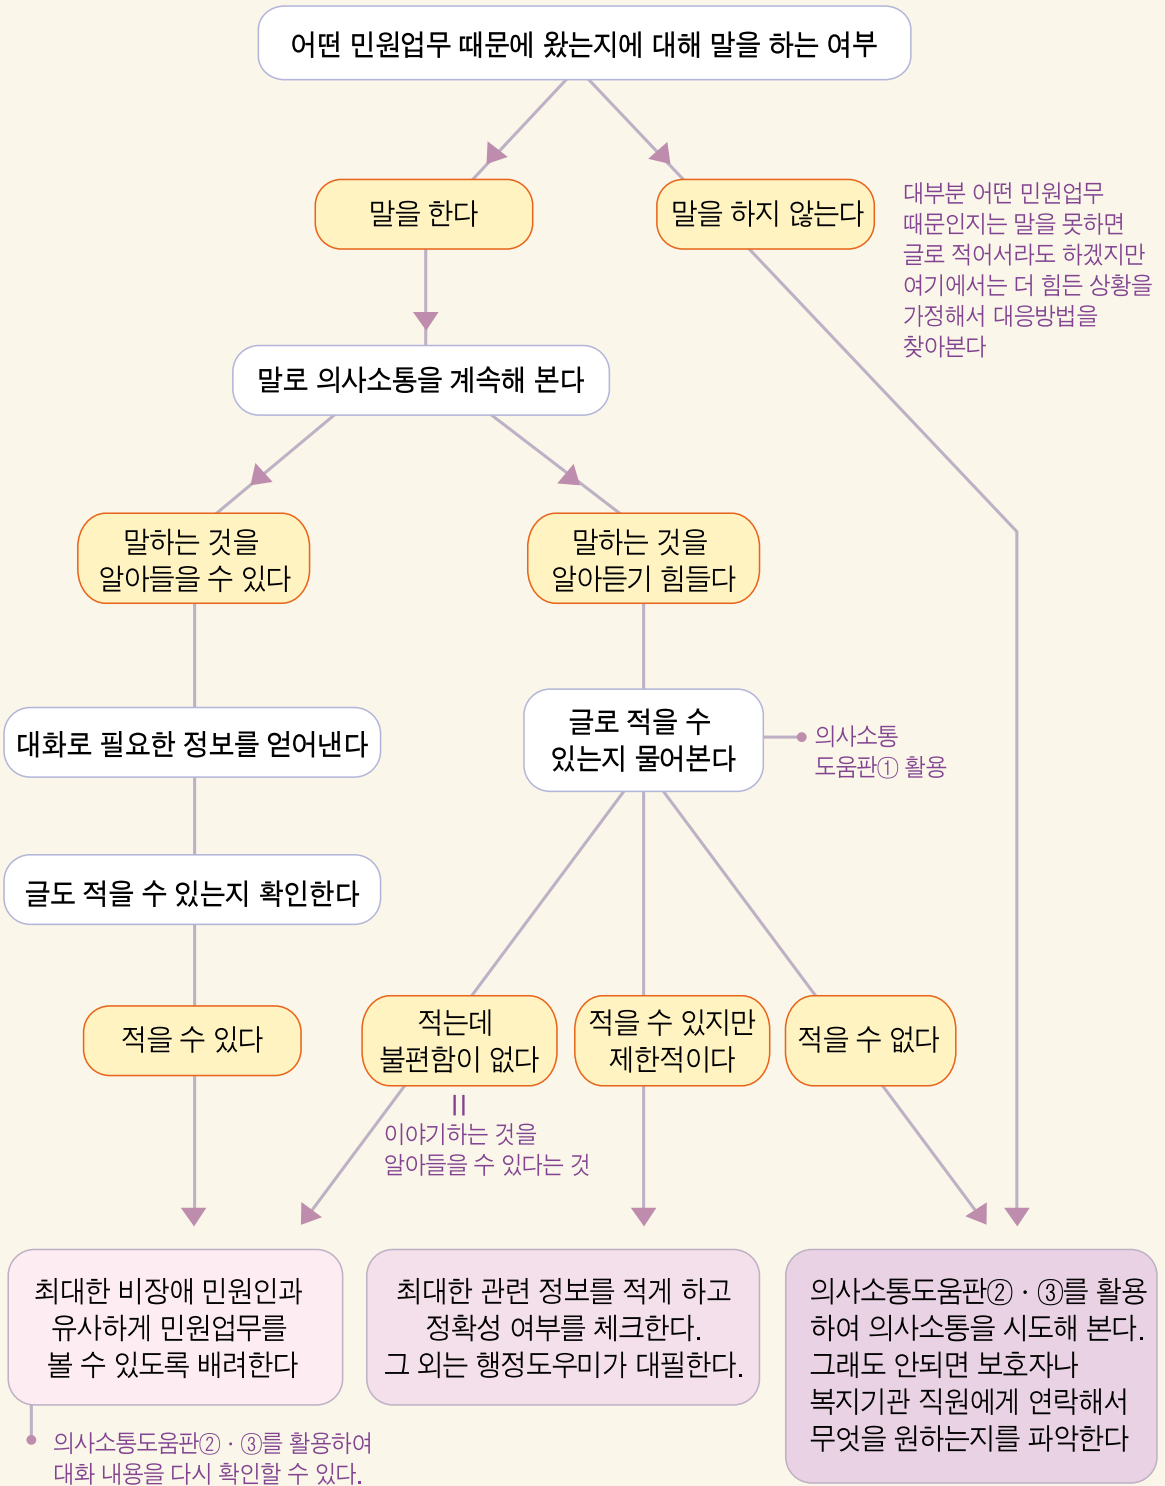 어떤 민원업무 때문에 왔는지에 대해 말을 하는 여부
말을 한다
말을 하지 않는다
대부분 어떤 민원업무
때문인지는 말을 못하면
글로 적어서라도 하겠지만
여기에서는 더 힘든 상황을
가정해서 대응방법을
찾아본다
말로 의사소통을 계속해 본다
말하는 것을
알아들을 수 있다
말하는 것을
알아듣기 힘들다
대화로 필요한 정보를 얻어낸다
글로 적을 수
있는지 물어본다
의사소통
도움판① 활용
글도 적을 수 있는지 확인한다
적을 수 있다
적는데
불편함이 없다
적을 수 있지만
제한적이다
적을 수 없다
이야기하는 것을
알아들을 수 있다는 것
최대한 비장애 민원인과
유사하게 민원업무를
볼 수 있도록 배려한다
최대한 관련 정보를 적게 하고
정확성 여부를 체크한다.
그 외는 행정도우미가 대필한다.
의사소통도움판②·③를 활용
하여 의사소통을 시도해 본다.
그래도 안되면 보호자나
복지기관 직원에게 연락해서
무엇을 원하는지를 파악한다
의사소통도움판②·③를 활용하여
대화 내용을 다시 확인할 수 있다.